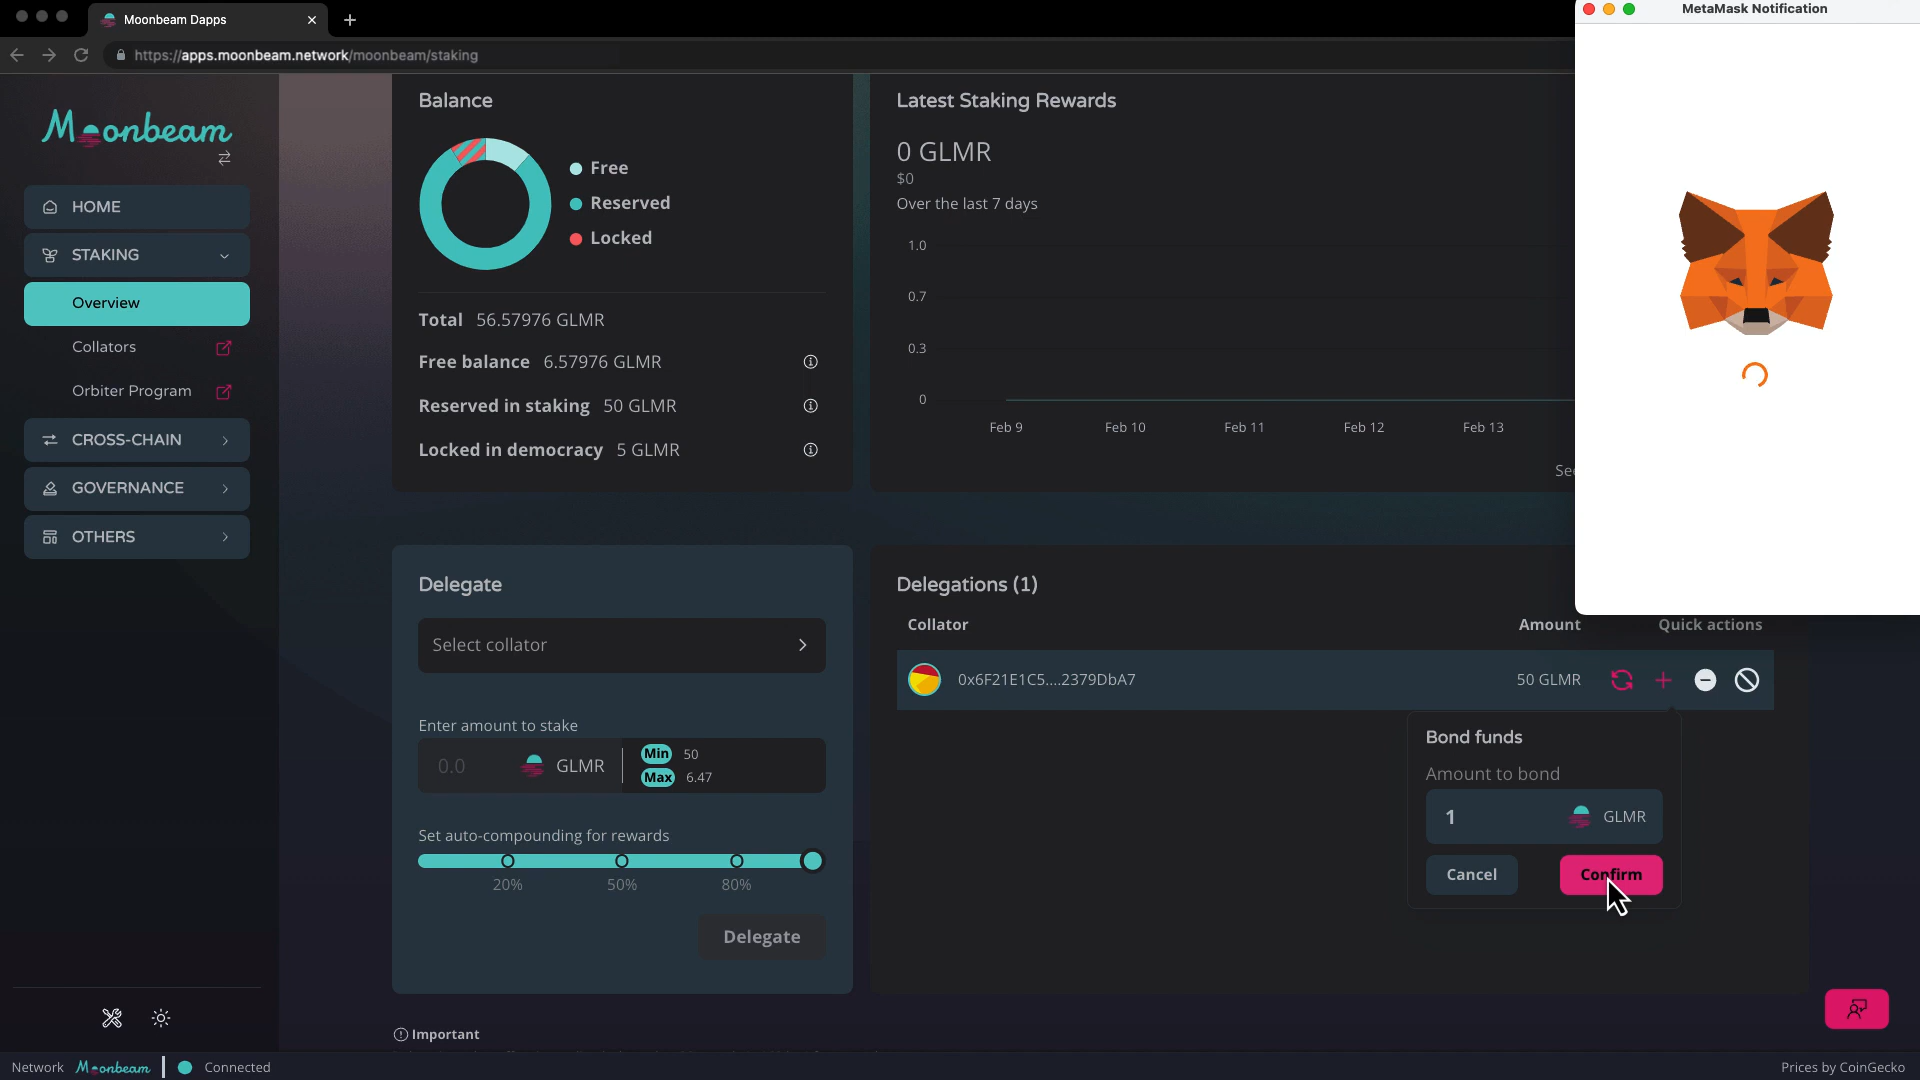 Moonbeam Dapps
MetaMask Notification
https://apps.moonbeam.network/moonbeam/staking
Moonbeam
HOME
STAKING
Overview
Collators
Orbiter Program
CROSS-CHAIN
GOVERNANCE
OTHERS
Balance
Free
Reserved
Locked
Total 56.57976 GLMR
Free balance 6.57976 GLMR
Reserved in staking 50 GLMR
Locked in democracy 5 GLMR
Latest Staking Rewards
0 GLMR
$0
Over the last 7 days
1.0
0.7
0.3
0
Feb 9 Feb 10 Feb 11 Feb 12 Feb 13
Delegate
Select collator
Enter amount to stake
0.0 GLMR
Min 50
Max 6.47
Set auto-compounding for rewards
20% 50% 80%
Delegate
Delegations (1)
Collator Amount Quick actions
0x6F21E1C5....2379DbA7 50 GLMR
Bond funds
Amount to bond
1 GLMR
Cancel Confirm
Important
Network Moonbeam Connected
Prices by CoinGecko